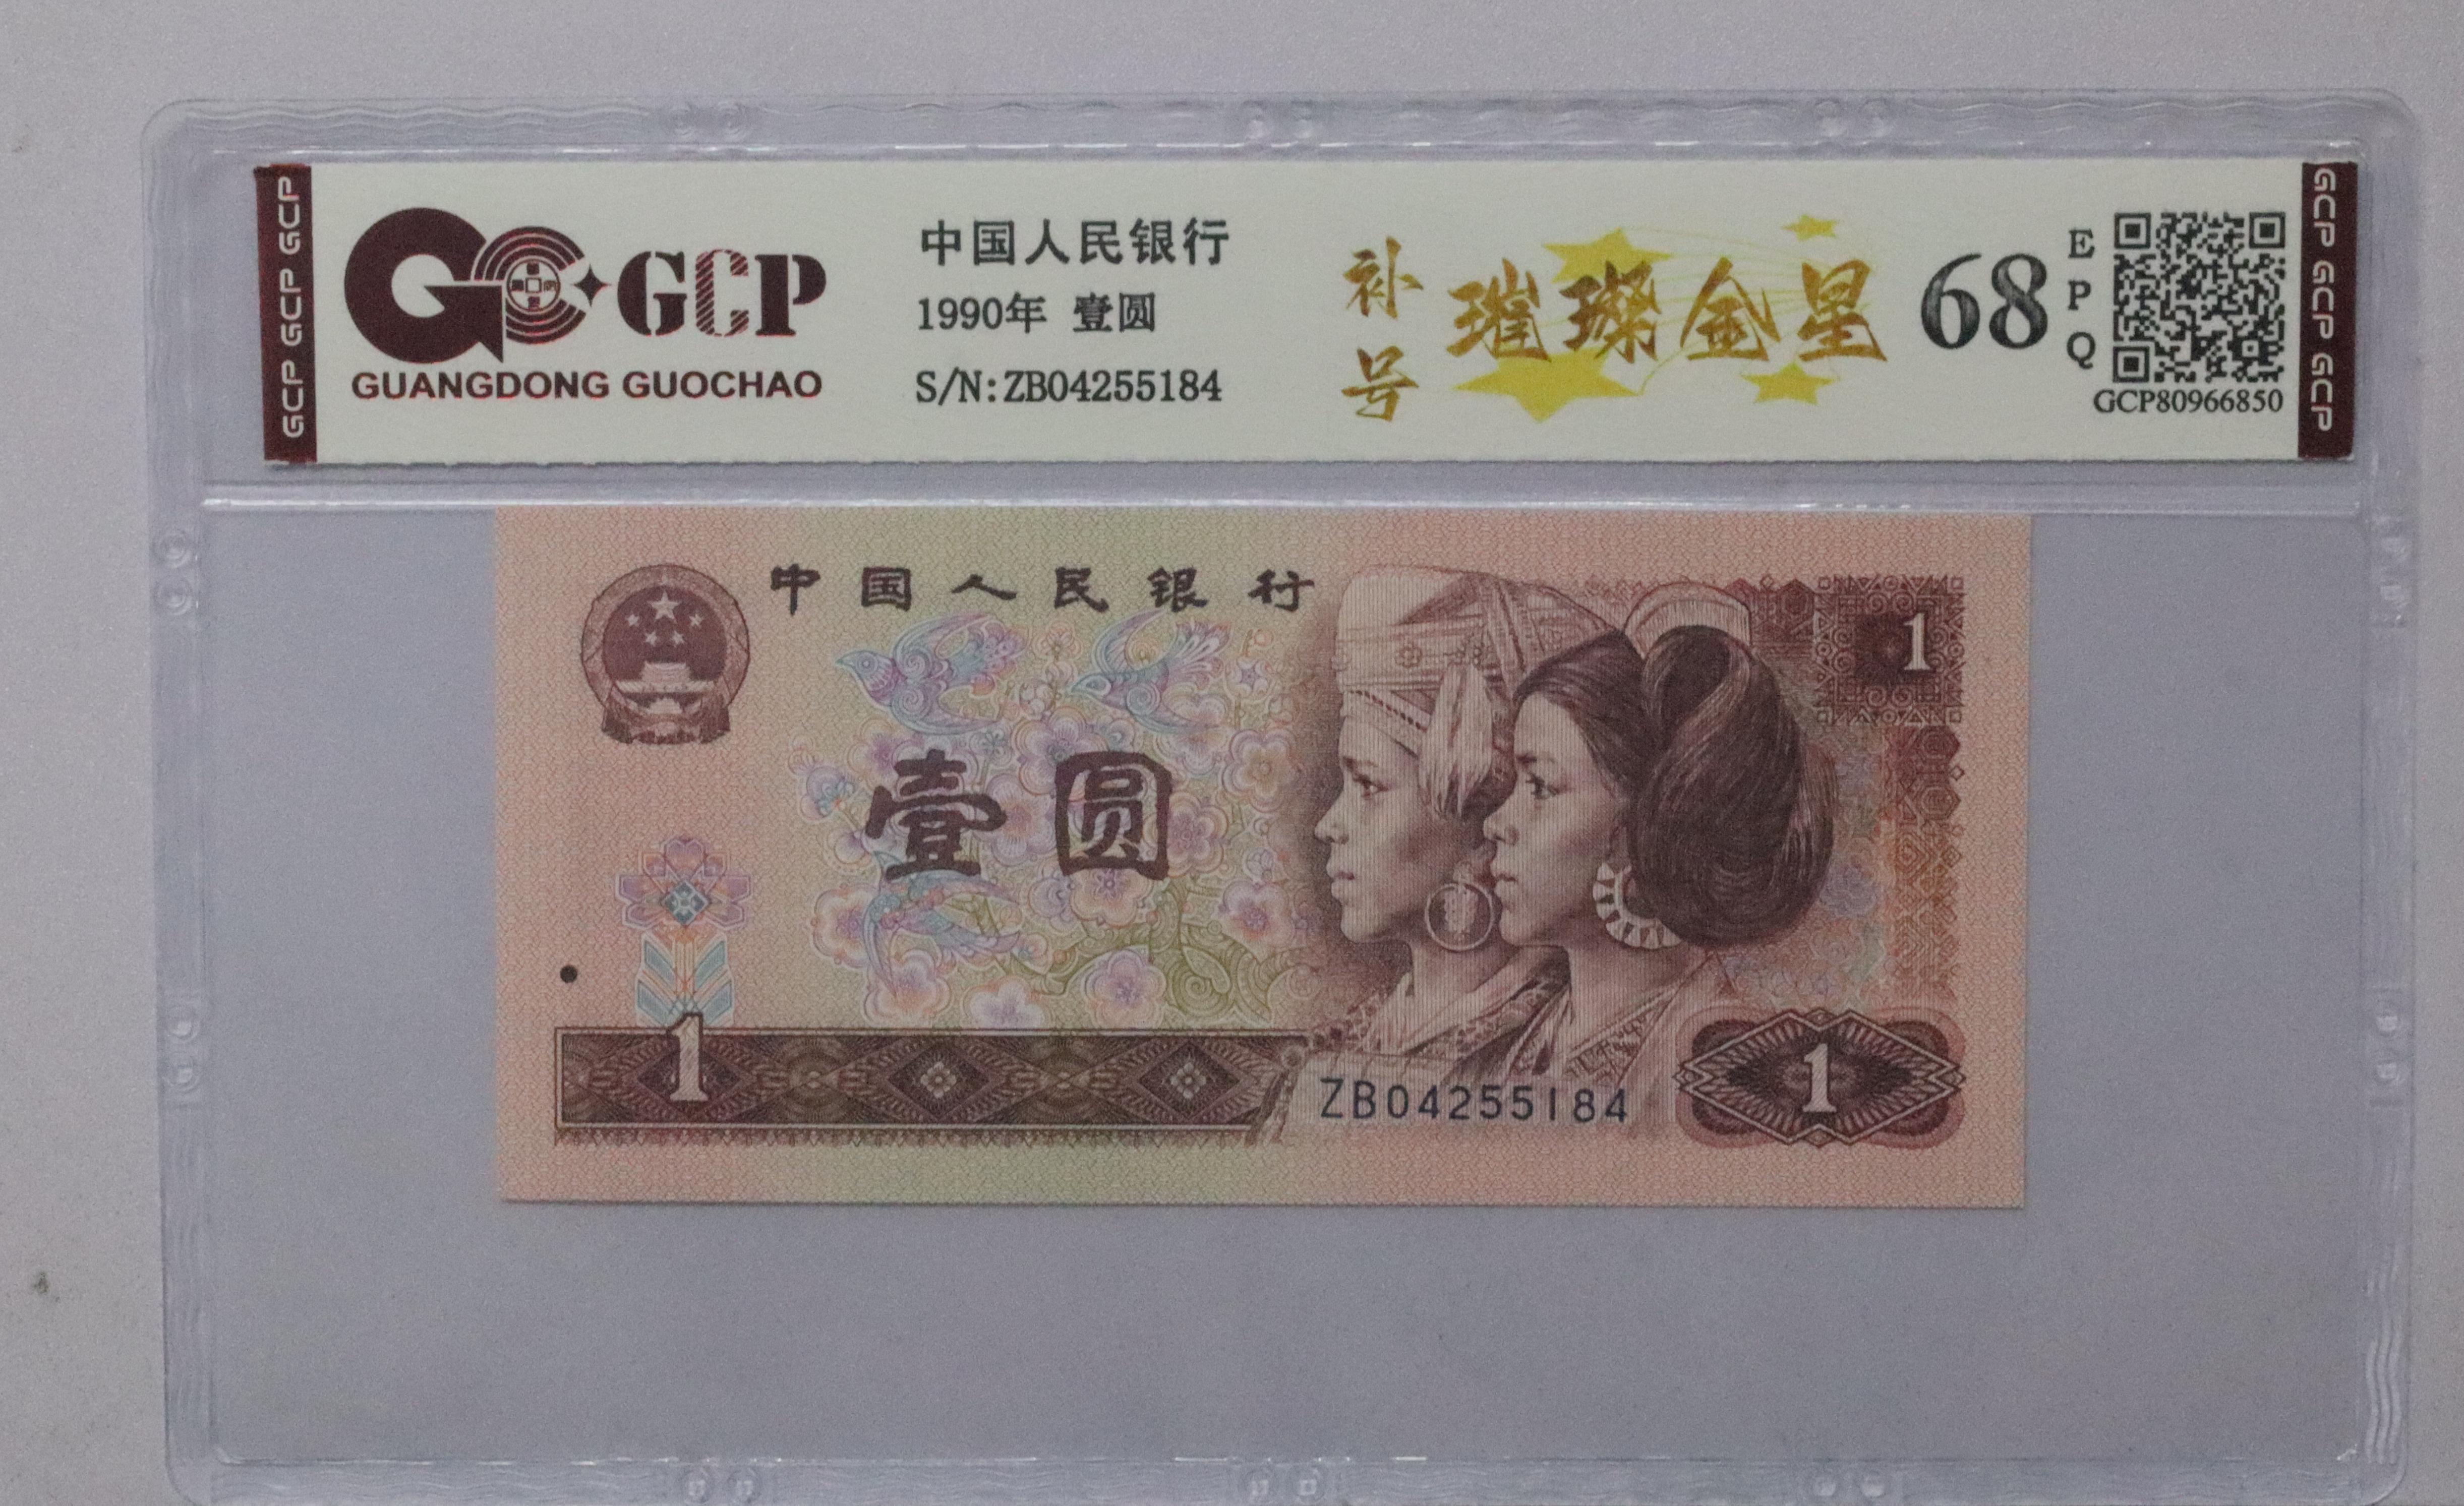 GCP GCP GCP
GCP
GUANGDONG GUOCHAO
中国人民银行
1990年 壹圆
S/N:ZB04255184
补号
璀璨金星
68
EPQ
GCP80966850
GCP GCP GCP
中国人民银行
1
壹圆
1
ZB04255184
1